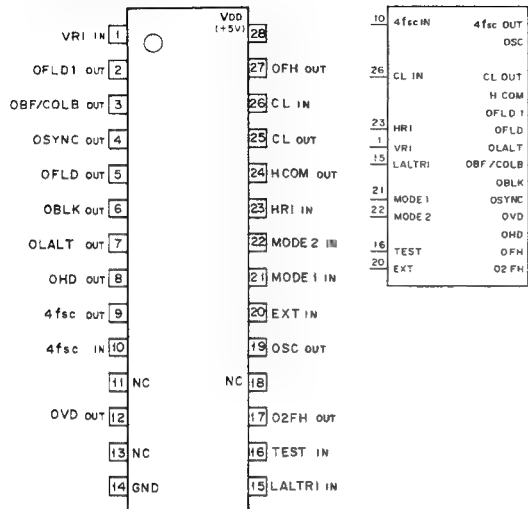 VDD
(+5V)
VRI IN 1
28
OFLD1 OUT 2
27 OFH OUT
OBF/COLB OUT 3
26 CL IN
OSYNC OUT 4
25 CL OUT
OFLD OUT 5
24 HCOM OUT
OBLK OUT 6
23 HRI IN
OLALT OUT 7
22 MODE 2 IN
OHD OUT 8
21 MODE 1 IN
4fsc OUT 9
20 EXT IN
4fsc IN 10
19 OSC OUT
11 NC
NC 18
OVD OUT 12
17 O2FH OUT
13 NC
16 TEST IN
14 GND
15 LALTRI IN
10 4fsc IN
4fsc OUT
OSC
26 CL IN
CL OUT
H COM
OFLD 1
23 HRI
OFLD
1 VRI
OLALT
15 LALTRI
OBF/COLB
OBLK
21 MODE 1
OSYNC
22 MODE 2
OVD
OHD
16 TEST
OFH
20 EXT
O2FH